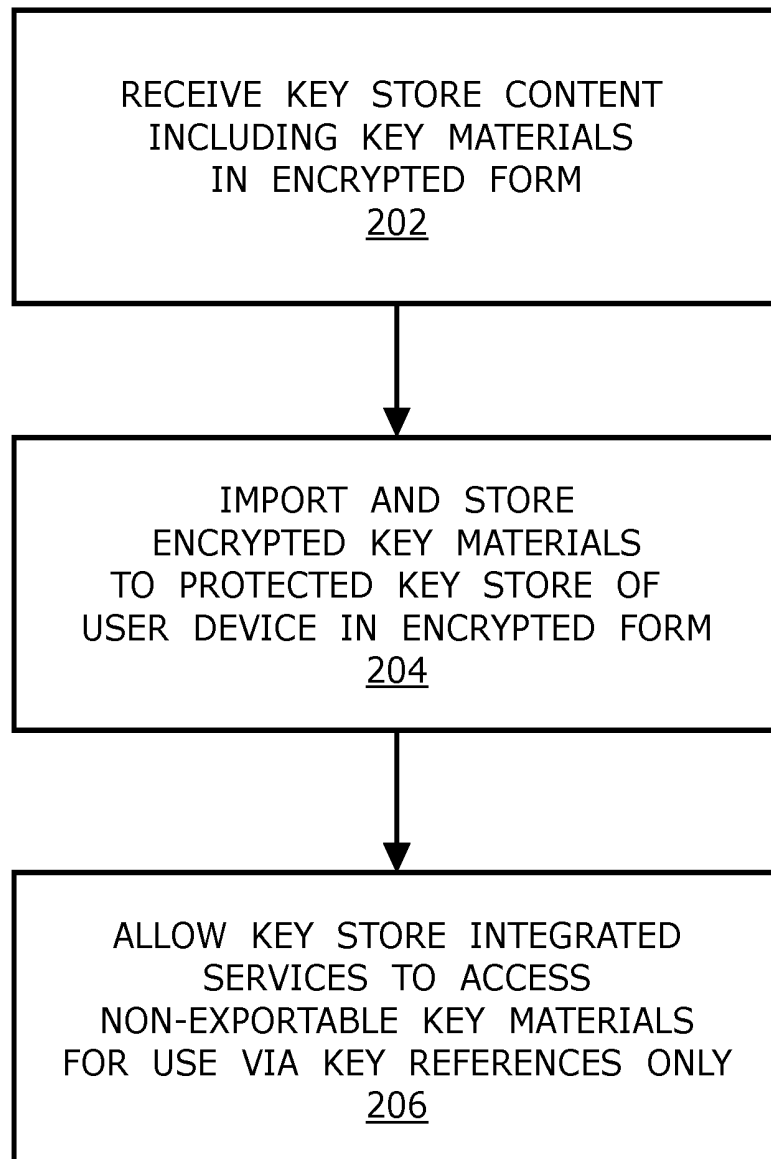 RECEIVE KEY STORE CONTENT
INCLUDING KEY MATERIALS
IN ENCRYPTED FORM
202
IMPORT AND STORE
ENCRYPTED KEY MATERIALS
TO PROTECTED KEY STORE OF
USER DEVICE IN ENCRYPTED FORM
204
ALLOW KEY STORE INTEGRATED
SERVICES TO ACCESS
NON-EXPORTABLE KEY MATERIALS
FOR USE VIA KEY REFERENCES ONLY
206